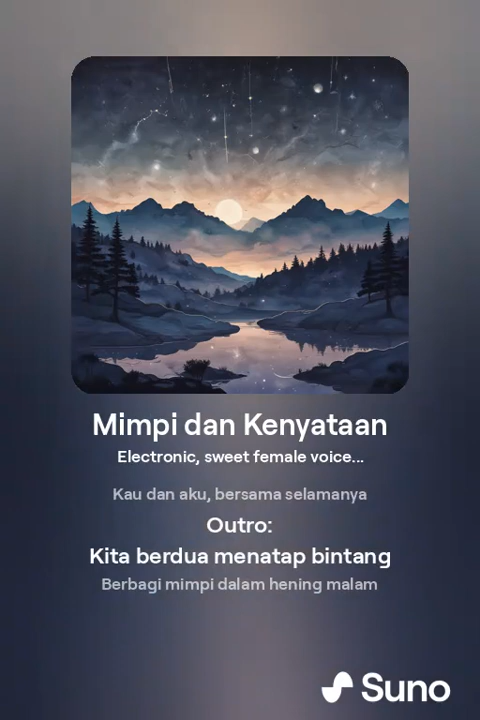 Mimpi dan Kenyataan
Electronic, sweet female voice...
Kau dan aku, bersama selamanya
Outro:
Kita berdua menatap bintang
Berbagi mimpi dalam hening malam
Suno